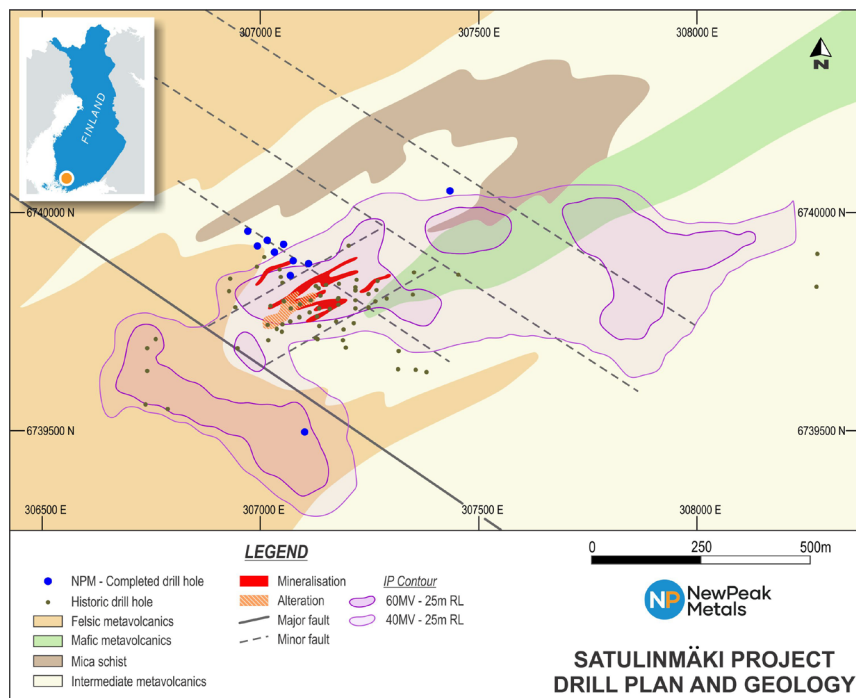 307000 E
307500 E
308000 E
N
FINLAND
6740000 N
6740000 N
6739500 N
6739500 N
306500 E
307000 E
307500 E
308000 E
LEGEND
NPM - Completed drill hole
Historic drill hole
Felsic metavolcanics
Mafic metavolcanics
Mica schist
Intermediate metavolcanics
Mineralisation
Alteration
Major fault
Minor fault
IP Contour
60MV - 25m RL
40MV - 25m RL
0
250
500m
NP
NewPeak
Metals
SATULINMÄKI PROJECT
DRILL PLAN AND GEOLOGY